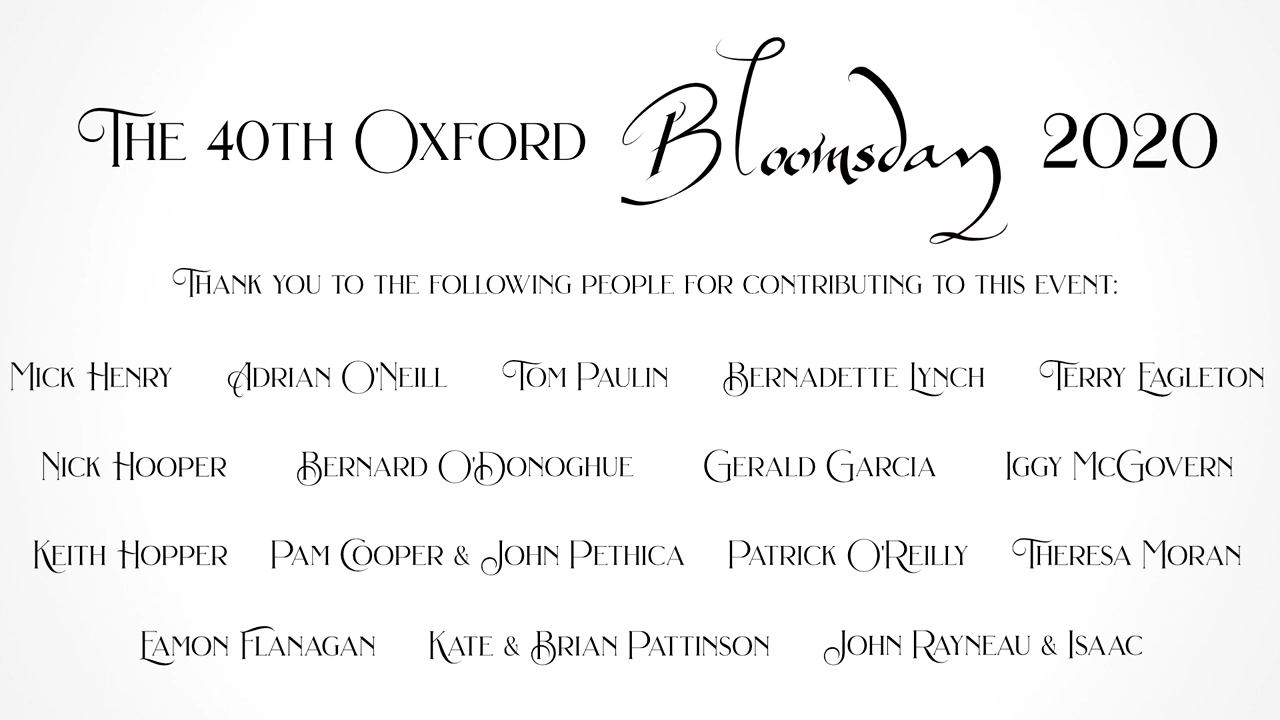 The 40th Oxford Bloomsday 2020
Thank you to the following people for contributing to this event:
Mick Henry Adrian O'Neill Tom Paulin Bernadette Lynch Terry Eagleton
Nick Hooper Bernard O'Donoghue Gerald Garcia Iggy McGovern
Keith Hopper Pam Cooper & John Pethica Patrick O'Reilly Theresa Moran
Eamon Flanagan Kate & Brian Pattinson John Rayneau & Isaac